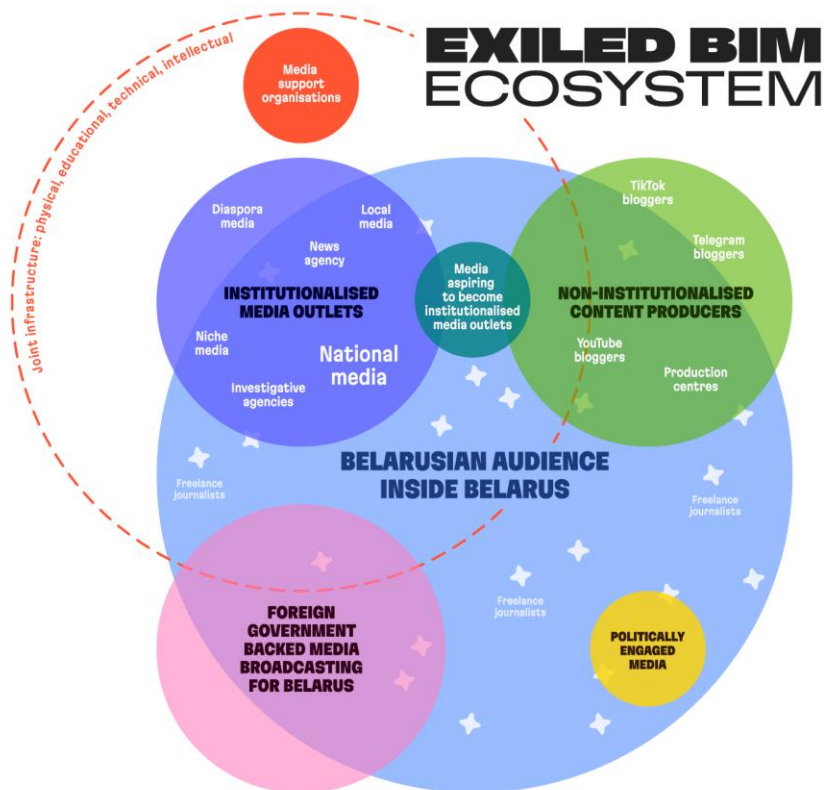 EXILED BIM
ECOSYSTEM
Joint infrastructure: physical, educational, technical, intellectual
Media
support
organisations
Diaspora
media
Local
media
News
agency
INSTITUTIONALISED
MEDIA OUTLETS
Niche
media
National
media
Investigative
agencies
Media
aspiring
to become
institutionalised
media outlets
TikTok
bloggers
Telegram
bloggers
NON-INSTITUTIONALISED
CONTENT PRODUCERS
YouTube
bloggers
Production
centres
BELARUSIAN AUDIENCE
INSIDE BELARUS
Freelance
journalists
Freelance
journalists
Freelance
journalists
FOREIGN
GOVERNMENT
BACKED MEDIA
BROADCASTING
FOR BELARUS
POLITICALLY
ENGAGED
MEDIA